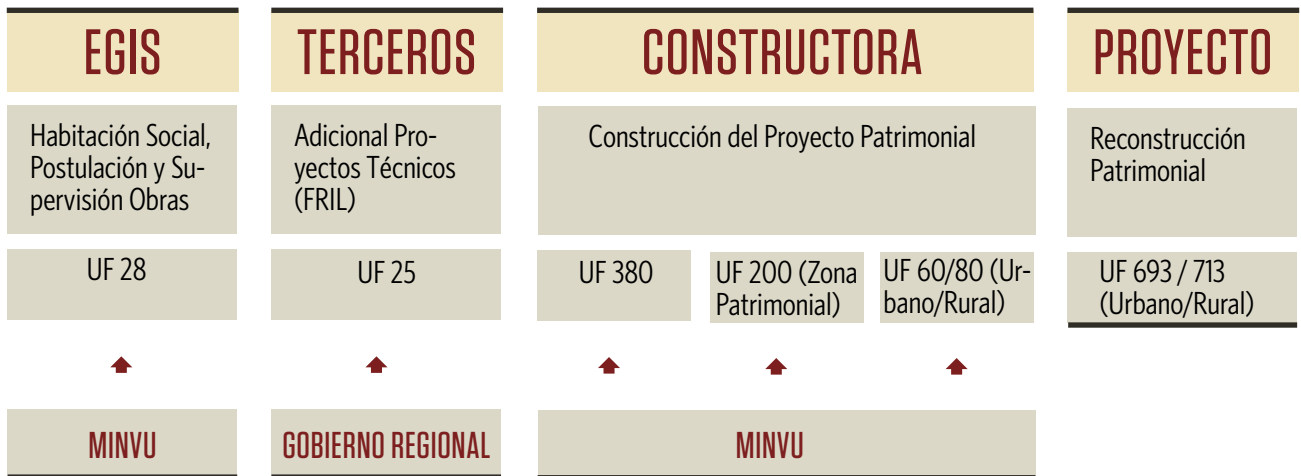 EGIS
TERCEROS
CONSTRUCTORA
PROYECTO
Habitación Social,
Postulación y Su-
pervisión Obras
Adicional Pro-
yectos Técnicos
(FRIL)
Construcción del Proyecto Patrimonial
Reconstrucción
Patrimonial
UF 28
UF 25
UF 380
UF 200 (Zona
Patrimonial)
UF 60/80 (Ur-
bano/Rural)
UF 693 / 713
(Urbano/Rural)
MINVU
GOBIERNO REGIONAL
MINVU